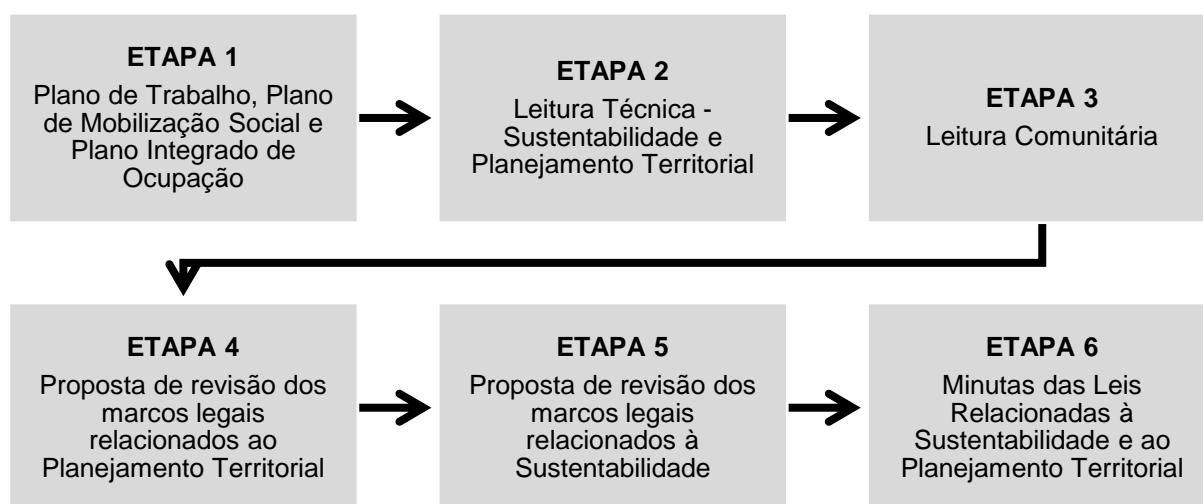 ETAPA 1
Plano de Trabalho, Plano
de Mobilização Social e
Plano Integrado de
Ocupação
ETAPA 2
Leitura Técnica -
Sustentabilidade e
Planejamento Territorial
ETAPA 3
Leitura Comunitária
ETAPA 4
Proposta de revisão dos
marcos legais
relacionados ao
Planejamento Territorial
ETAPA 5
Proposta de revisão dos
marcos legais
relacionados à
Sustentabilidade
ETAPA 6
Minutas das Leis
Relacionadas à
Sustentabilidade e ao
Planejamento Territorial